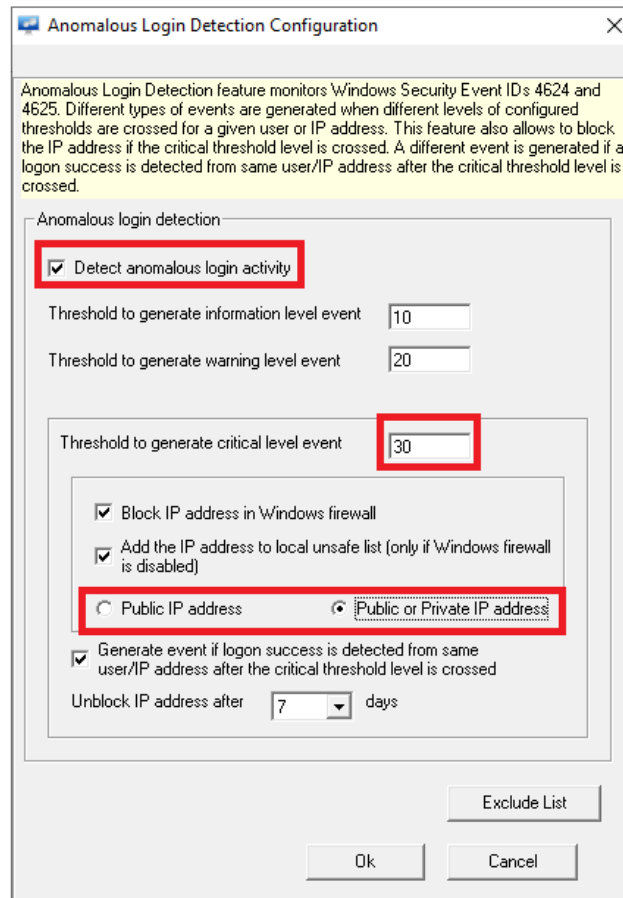 Anomalous Login Detection Configuration
Anomalous Login Detection feature monitors Windows Security Event IDs 4624 and
4625. Different types of events are generated when different levels of configured
thresholds are crossed for a given user or IP address. This feature also allows to block
the IP address if the critical threshold level is crossed. A different event is generated if a
logon success is detected from same user/IP address after the critical threshold level is
crossed.
Anomalous login detection
Detect anomalous login activity
Threshold to generate information level event 10
Threshold to generate warning level event 20
Threshold to generate critical level event 30
Block IP address in Windows firewall
Add the IP address to local unsafe list (only if Windows firewall
is disabled)
Public IP address Public or Private IP address
Generate event if logon success is detected from same
user/IP address after the critical threshold level is crossed
Unblock IP address after 7 days
Exclude List
Ok Cancel